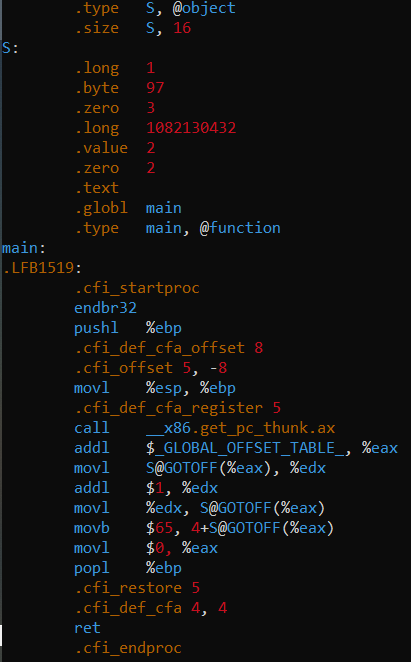 .type S, @object
.size S, 16
S:
.long 1
.byte 97
.zero 3
.long 1082130432
.value 2
.zero 2
.text
.globl main
.type main, @function
main:
.LFB1519:
.cfi_startproc
endbr32
pushl %ebp
.cfi_def_cfa_offset 8
.cfi_offset 5, -8
movl %esp, %ebp
.cfi_def_cfa_register 5
call __x86.get_pc_thunk.ax
addl $_GLOBAL_OFFSET_TABLE_, %eax
movl S@GOTOFF(%eax), %edx
addl $1, %edx
movl %edx, S@GOTOFF(%eax)
movb $65, 4+S@GOTOFF(%eax)
movl $0, %eax
popl %ebp
.cfi_restore 5
.cfi_def_cfa 4, 4
ret
.cfi_endproc